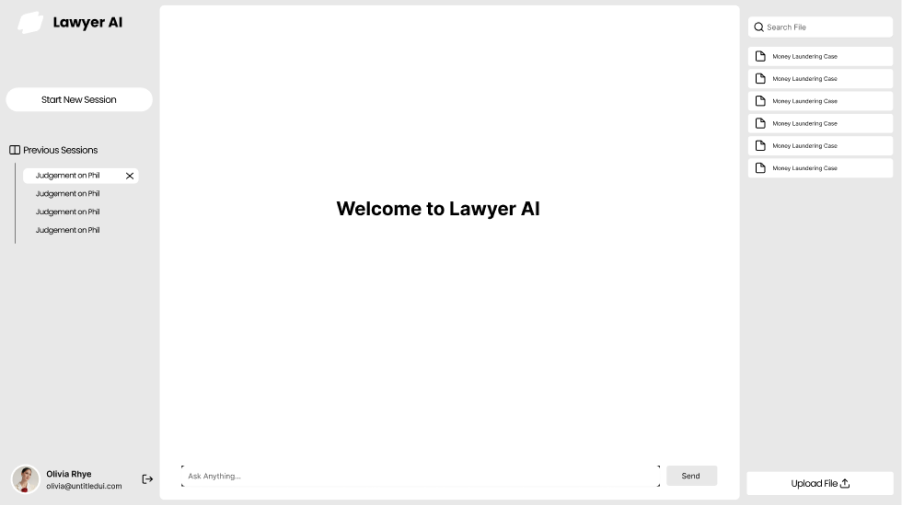 Lawyer AI
Start New Session
Previous Sessions
Judgement on Phil
Judgement on Phil
Judgement on Phil
Judgement on Phil
Olivia Rhye
olivia@untitledui.com
Welcome to Lawyer AI
Ask Anything...
Send
Search File
Money Laundering Case
Money Laundering Case
Money Laundering Case
Money Laundering Case
Money Laundering Case
Money Laundering Case
Upload File